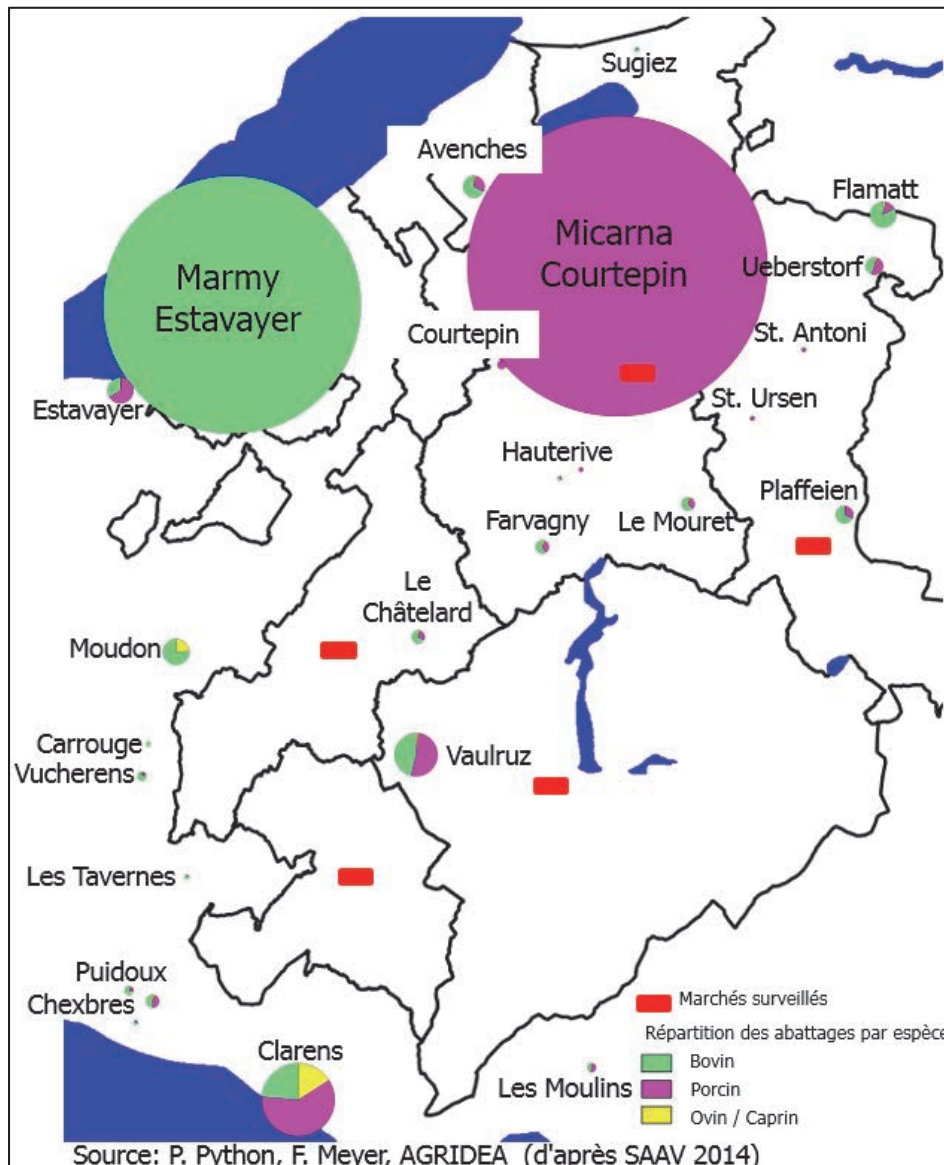 Sugiez
Avenches
Flamatt
Micarna
Courtepin
Marmy
Estavayer
Ueberstorf
Courtepin
St. Antoni
Estavayer
St. Ursen
Hauterive
Plaffeien
Le Mouret
Farvagny
Le
Châtelard
Moudon
Carrouge
Vucherens
Vaulruz
Les Tavernes
Puidoux
Chexbres
Clarens
Les Moulins
Marchés surveillés
Répartition des abattages par espèce
Bovin
Porcin
Ovin / Caprin
Source: P. Python, F. Meyer, AGRIDEA (d'après SAAV 2014)